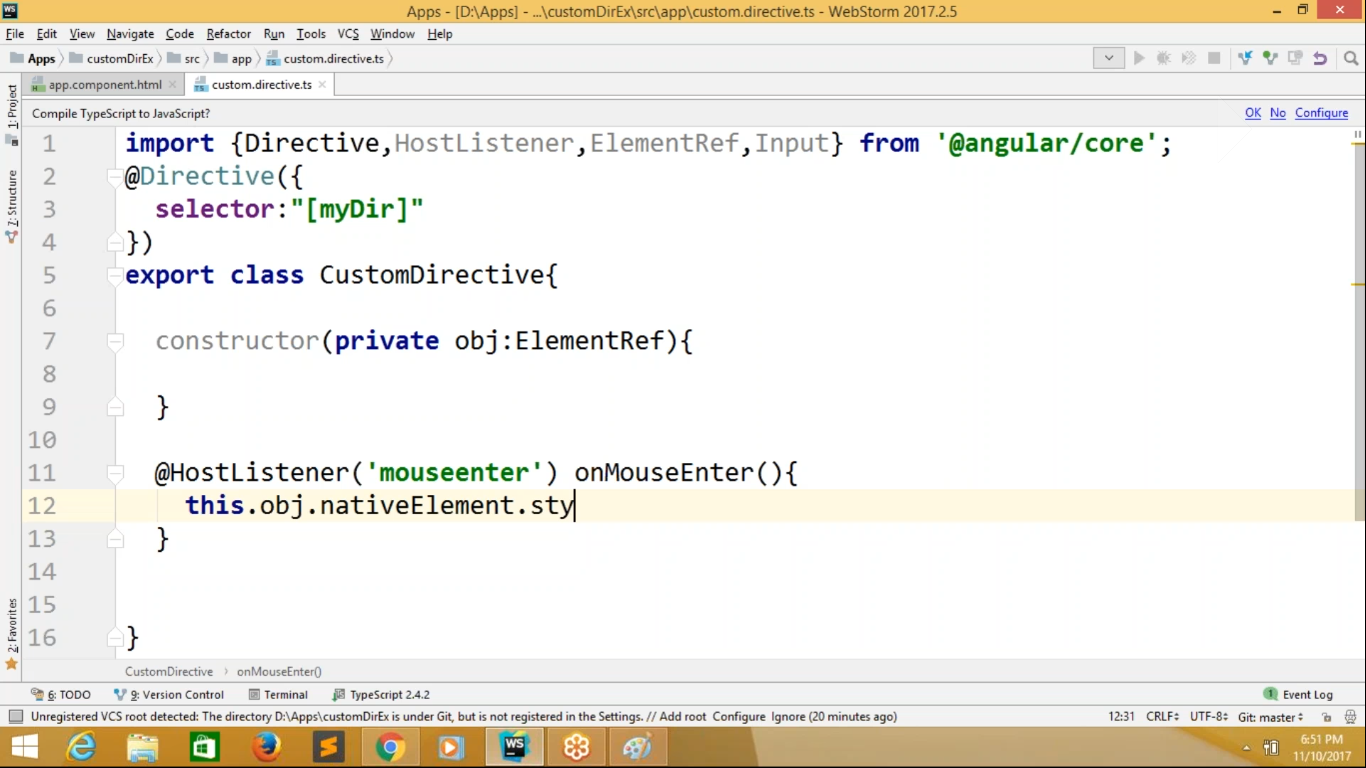 WS
Apps - [D:\Apps] - ...\customDirEx\src\app\custom.directive.ts - WebStorm 2017.2.5
File Edit View Navigate Code Refactor Run Tools VCS Window Help
Apps customDirEx src app custom.directive.ts
app.component.html custom.directive.ts
Compile TypeScript to JavaScript? OK No Configure
1: Project
7: Structure
2: Favorites
1 import {Directive,HostListener,ElementRef,Input} from '@angular/core';
2 @Directive({
3 selector:"[myDir]"
4 })
5 export class CustomDirective{
6
7 constructor(private obj:ElementRef){
8
9 }
10
11 @HostListener('mouseenter') onMouseEnter(){
12 this.obj.nativeElement.sty
13 }
14
15
16 }
CustomDirective › onMouseEnter()
6: TODO 9: Version Control Terminal TypeScript 2.4.2 1 Event Log
Unregistered VCS root detected: The directory D:\Apps\customDirEx is under Git, but is not registered in the Settings. // Add root Configure Ignore (20 minutes ago) 12:31 CRLF UTF-8 Git: master
WS
6:51 PM
11/10/2017